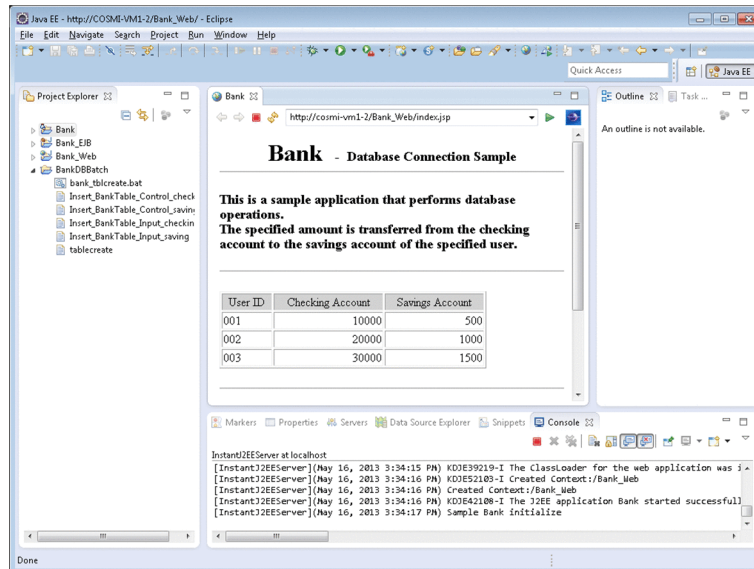 Java EE - http://COSMI-VM1-2/Bank_Web/ - Eclipse
File Edit Navigate Search Project Run Window Help
Quick Access
Java EE
Project Explorer
Bank
Bank_EJB
Bank_Web
BankDBBatch
bank_tblcreate.bat
Insert_BankTable_Control_check
Insert_BankTable_Control_saving
Insert_BankTable_Input_checkin
Insert_BankTable_Input_saving
tablecreate
Bank
http://cosmi-vm1-2/Bank_Web/index.jsp
Bank - Database Connection Sample
This is a sample application that performs database
operations.
The specified amount is transferred from the checking
account to the savings account of the specified user.
User ID Checking Account Savings Account
001 10000 500
002 20000 1000
003 30000 1500
Outline Task ...
An outline is not available.
Markers Properties Servers Data Source Explorer Snippets Console
InstantJ2EEServer at localhost
[InstantJ2EEServer](May 16, 2013 3:34:15 PM) KDJE39219-I The ClassLoader for the web application was
[InstantJ2EEServer](May 16, 2013 3:34:16 PM) KDJE52103-I Created Context:/Bank_Web
[InstantJ2EEServer](May 16, 2013 3:34:16 PM) Created Context:/Bank_Web
[InstantJ2EEServer](May 16, 2013 3:34:16 PM) KDJE42108-I The J2EE application Bank started successful
[InstantJ2EEServer](May 16, 2013 3:34:17 PM) Sample Bank initialize
Done